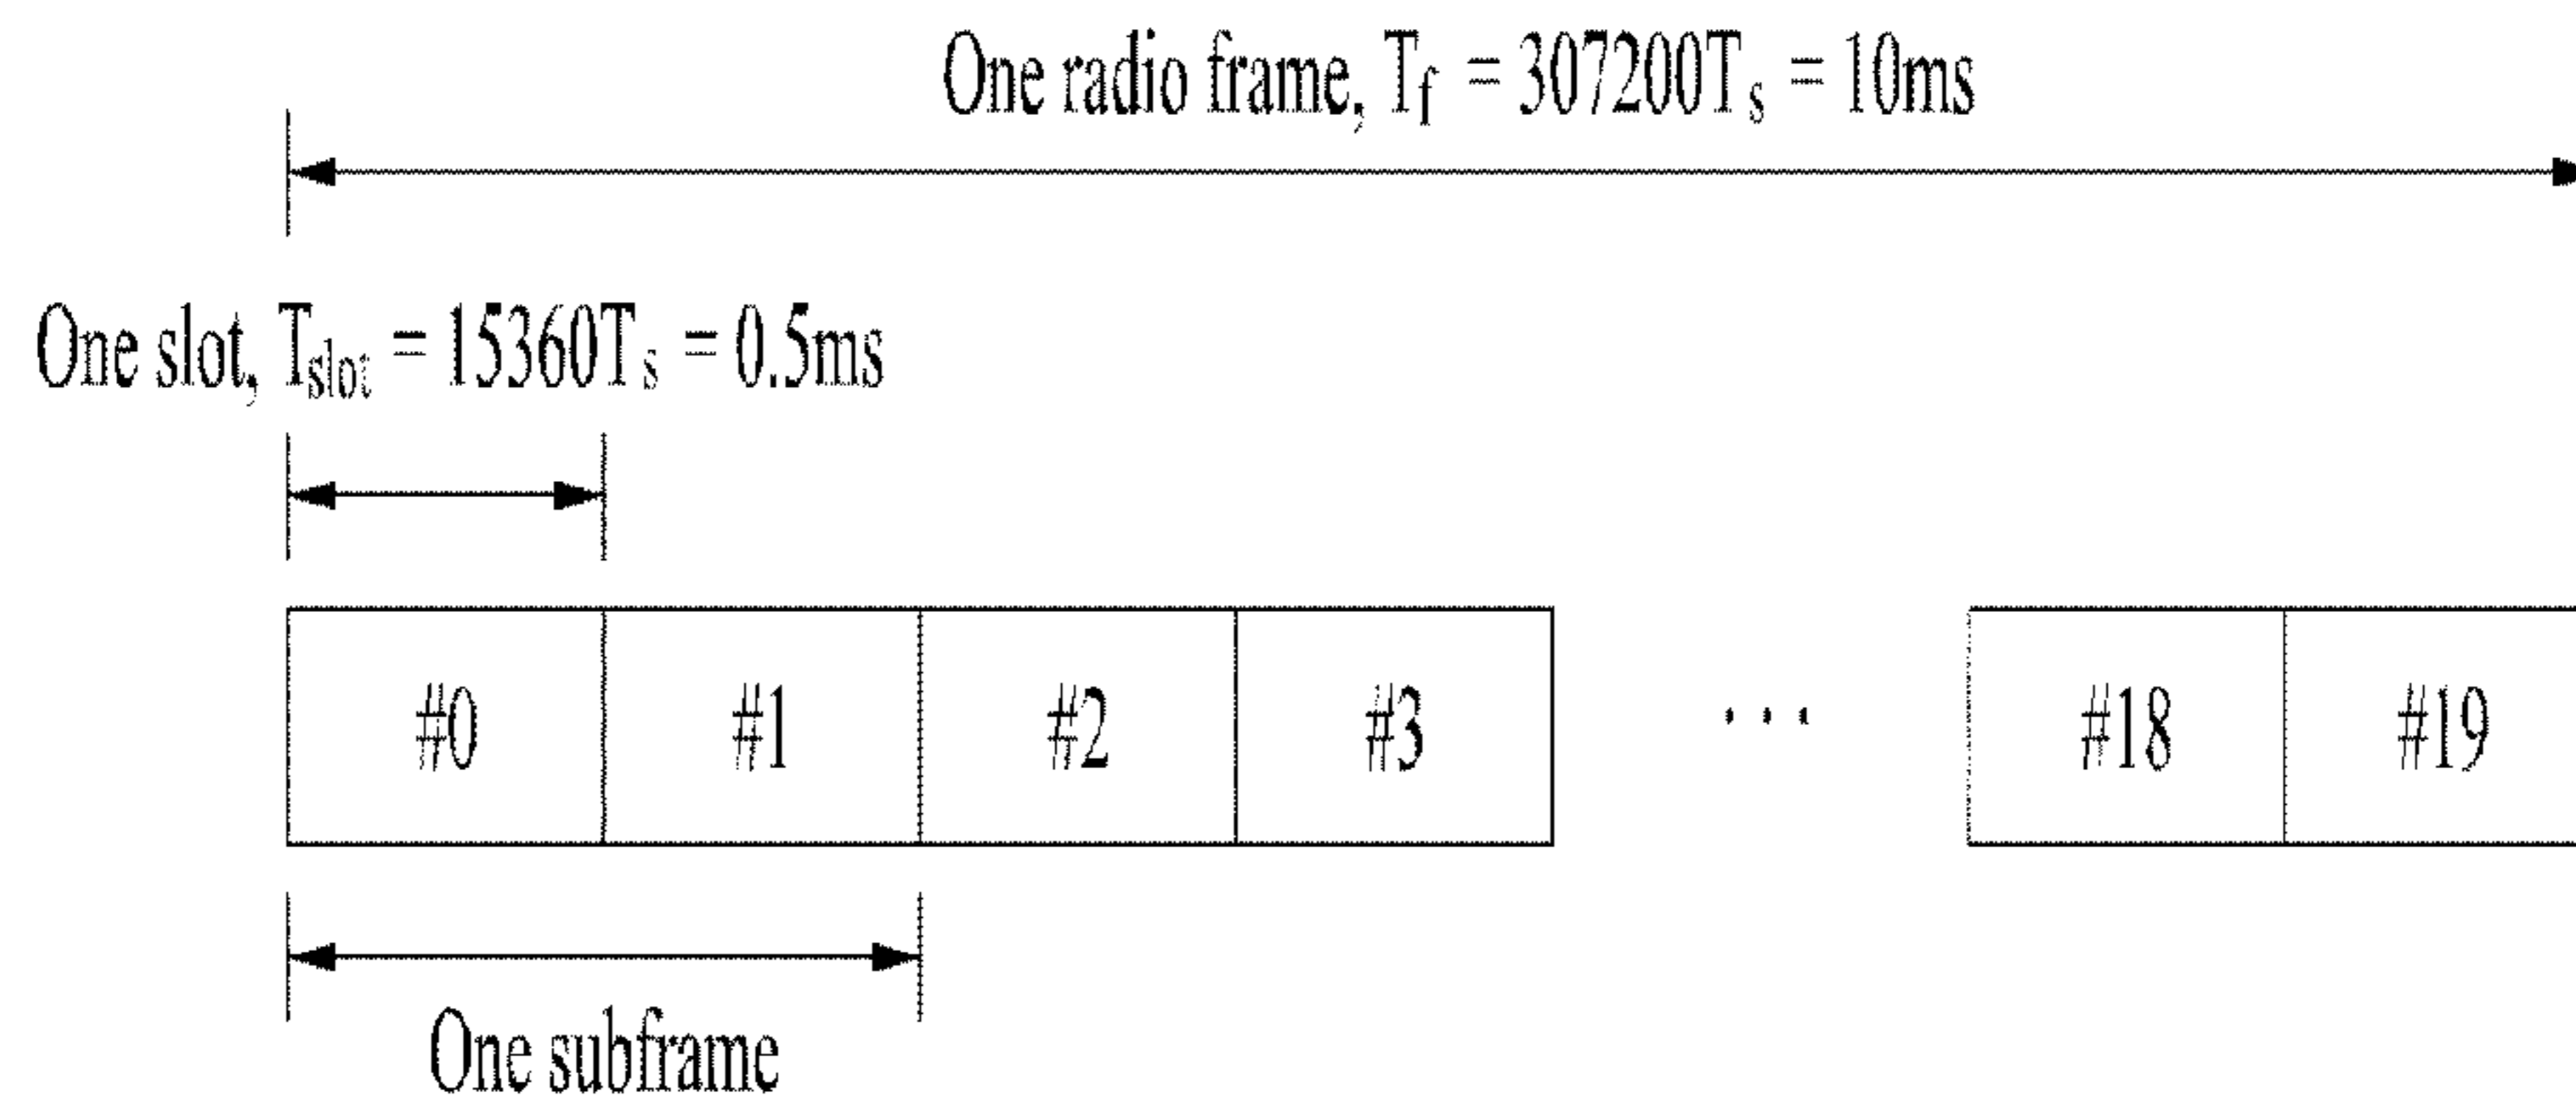 One radio frame, Tf = 307200Ts = 10ms
One slot, Tslot = 15360Ts = 0.5ms
#0 #1 #2 #3 ... #18 #19
One subframe